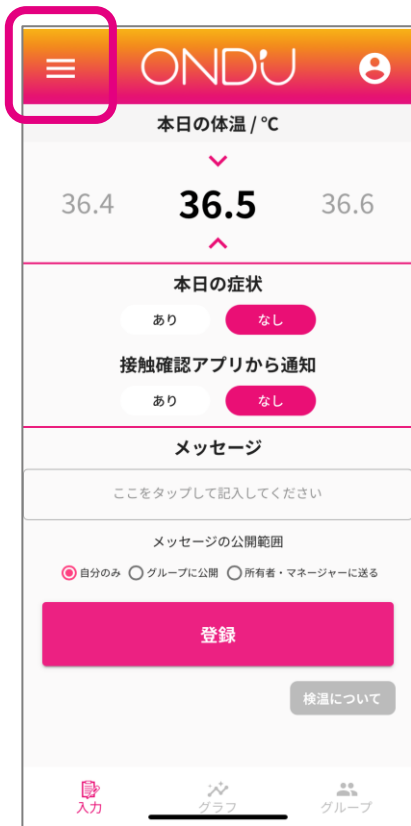 ONDU
本日の体温 / ℃
36.4 36.5 36.6
本日の症状
あり なし
接触確認アプリから通知
あり なし
メッセージ
ここをタップして記入してください
メッセージの公開範囲
自分のみ グループに公開 所有者・マネージャーに送る
登録
検温について
入力 グラフ グループ